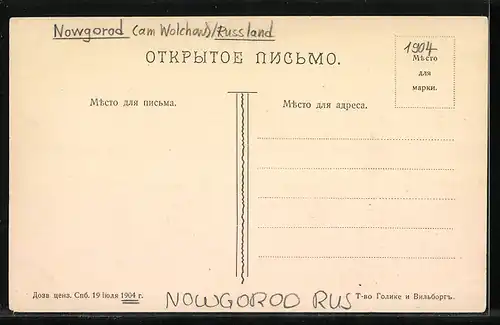 Nowgorod (am Wolchow)/Russland
ОТКРЫТОЕ ПИСЬМО.
1904
Мѣсто
для
марки.
Мѣсто для письма.
Мѣсто для адреса.
Дозв ценз. Спб. 19 Іюля 1904 г.
NOWGOROD RUS
Т-во Голике и Вильборгъ.